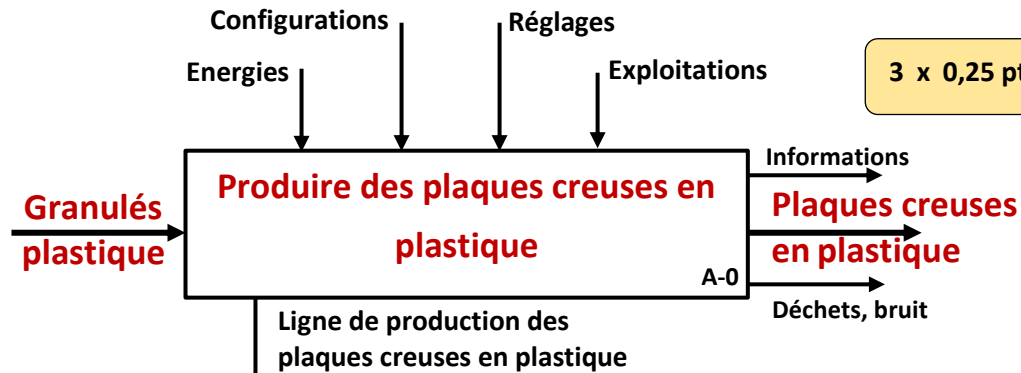 Configurations
Réglages
Energies
Exploitations
3 x 0,25 pt
Informations
Produire des plaques creuses en
plastique
Granulés
plastique
Plaques creuses
en plastique
A-0
Déchets, bruit
Ligne de production des
plaques creuses en plastique